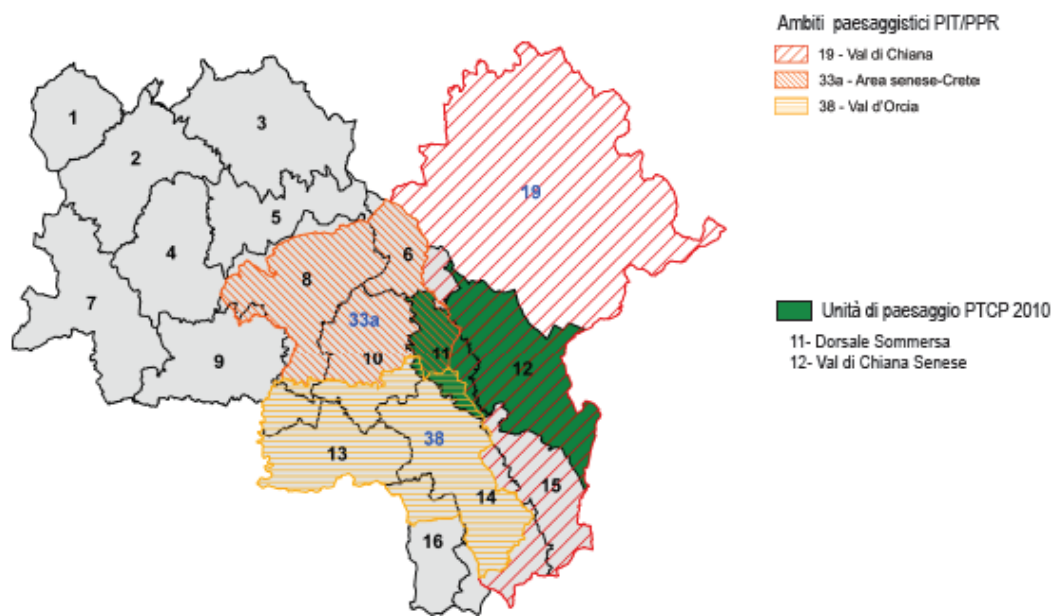 Ambiti paesaggistici PIT/PPR
19 - Val di Chiana
33a - Area senese-Crete
38 - Val d'Orcia
1
3
2
19
5
4
6
8
7
33a
Unità di paesaggio PTCP 2010
11- Dorsale Sommersa
12- Val di Chiana Senese
11
10
9
12
38
13
15
14
16